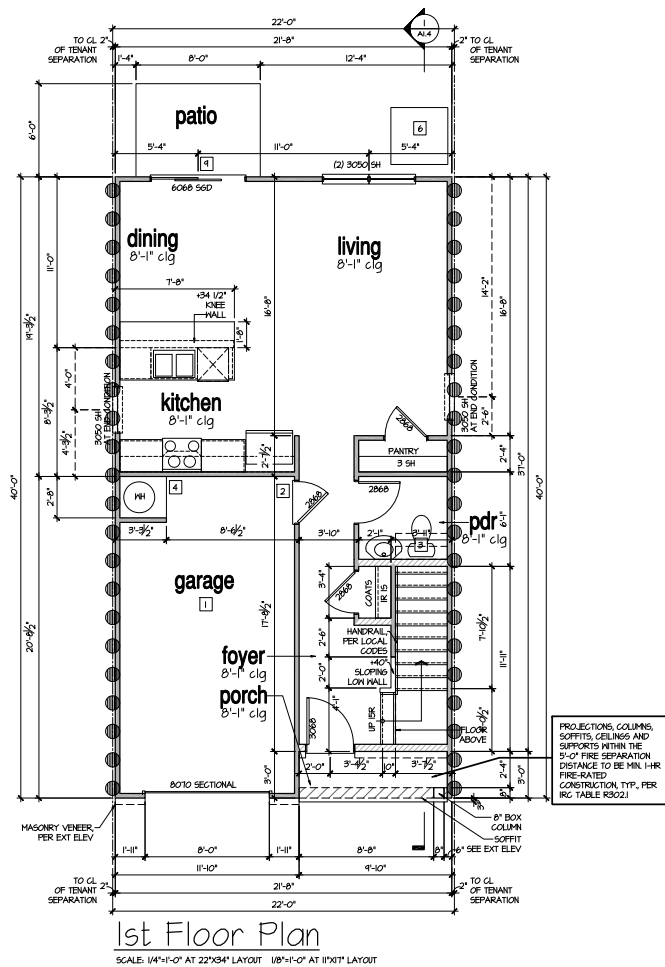 22'-0"
1
A1.4
TO CL 2"
OF TENANT
SEPARATION
21'-8"
2" TO CL
OF TENANT
SEPARATION
1'-4"
8'-0"
12'-4"
6'-0"
patio
6
5'-4"
11'-0"
5'-4"
9
(2) 3050 SH
6068 SGD
dining
8'-1" clg
living
8'-1" clg
11'-0"
14'-2"
16'-8"
7'-8"
+34 1/2"
KNEE
WALL
16'-8"
19'-3 1/2"
1'-8"
4'-0"
8'-3 1/2"
3050 SH
AT END CONDITION
3050 SH
AT END CONDITION
2'-6"
kitchen
8'-1" clg
2868
4'-3 1/2"
2'-7 1/2"
PANTRY
3 SH
2'-4"
37'-0"
40'-0"
40'-0"
WH
4
2
2868
2868
2'-8"
6'-1"
pdr
8'-1" clg
3'-3 1/2"
8'-6 1/2"
3'-10"
2'-1"
3'-11"
3
garage
1
3'-4"
COATS
1R 1S
2868
17'-8 1/2"
7'-10 1/2"
11'-11"
20'-8 1/2"
2'-6"
HANDRAIL,
PER LOCAL
CODES
foyer
8'-1" clg
2'-0"
+40"
SLOPING
LOW WALL
porch
8'-1" clg
4'-1"
3068
UP 15R
FLOOR
ABOVE
PROJECTIONS, COLUMNS,
SOFFITS, CEILINGS AND
SUPPORTS WITHIN THE
5'-0" FIRE SEPARATION
DISTANCE TO BE MIN. 1-HR
FIRE-RATED
CONSTRUCTION, TYP., PER
IRC TABLE R302.1
2'-0"
3'-4 1/2"
10"
3'-7 1/2"
2'-4"
3'-0"
3'-0"
8"
8070 SECTIONAL
MASONRY VENEER,
PER EXT ELEV
8" BOX
COLUMN
SOFFIT
SEE EXT ELEV
1'-11"
8'-0"
1'-11"
8'-8"
8"
6"
11'-10"
9'-10"
TO CL
OF TENANT 2"
SEPARATION
21'-8"
TO CL
2" OF TENANT
SEPARATION
22'-0"
1st Floor Plan
SCALE: 1/4"=1'-0" AT 22"X34" LAYOUT 1/8"=1'-0" AT 11"X17" LAYOUT